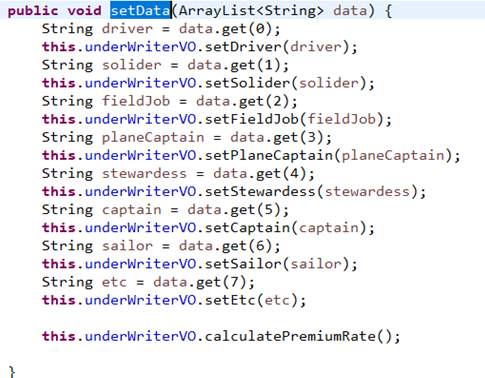 public void setData(ArrayList<String> data) {
String driver = data.get(0);
this.underWriterVO.setDriver(driver);
String solider = data.get(1);
this.underWriterVO.setSolider(solider);
String fieldJob = data.get(2);
this.underWriterVO.setFieldJob(fieldJob);
String planeCaptain = data.get(3);
this.underWriterVO.setPlaneCaptain(planeCaptain);
String stewardess = data.get(4);
this.underWriterVO.setStewardess(stewardess);
String captain = data.get(5);
this.underWriterVO.setCaptain(captain);
String sailor = data.get(6);
this.underWriterVO.setSailor(sailor);
String etc = data.get(7);
this.underWriterVO.setEtc(etc);
this.underWriterVO.calculatePremiumRate();
}